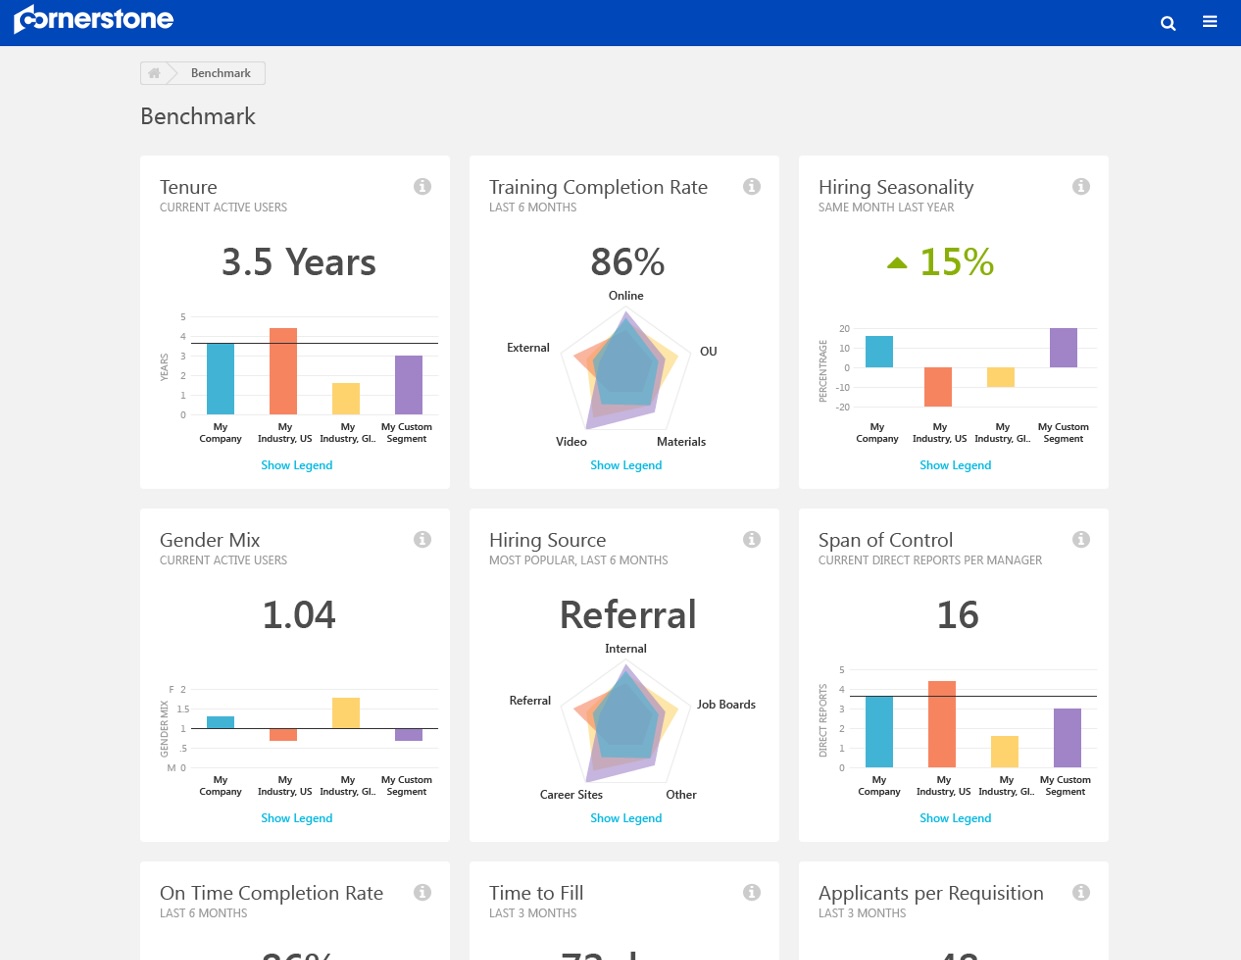 Cornerstone
Benchmark
Benchmark
Tenure
CURRENT ACTIVE USERS
3.5 Years
YEARS
5
4
3
2
1
0
My Company
My Industry, US
My Industry, Gl..
My Custom Segment
Show Legend
Training Completion Rate
LAST 6 MONTHS
86%
Online
External
OU
Video
Materials
Show Legend
Hiring Seasonality
SAME MONTH LAST YEAR
15%
PERCENTRAGE
20
10
0
-10
-20
My Company
My Industry, US
My Industry, Gl..
My Custom Segment
Show Legend
Gender Mix
CURRENT ACTIVE USERS
1.04
GENDER MIX
F 2
1.5
1
.5
M 0
My Company
My Industry, US
My Industry, Gl..
My Custom Segment
Show Legend
Hiring Source
MOST POPULAR, LAST 6 MONTHS
Referral
Internal
Referral
Job Boards
Career Sites
Other
Show Legend
Span of Control
CURRENT DIRECT REPORTS PER MANAGER
16
DIRECT REPORTS
5
4
3
2
1
0
My Company
My Industry, US
My Industry, Gl..
My Custom Segment
Show Legend
On Time Completion Rate
LAST 6 MONTHS
Time to Fill
LAST 3 MONTHS
Applicants per Requisition
LAST 3 MONTHS